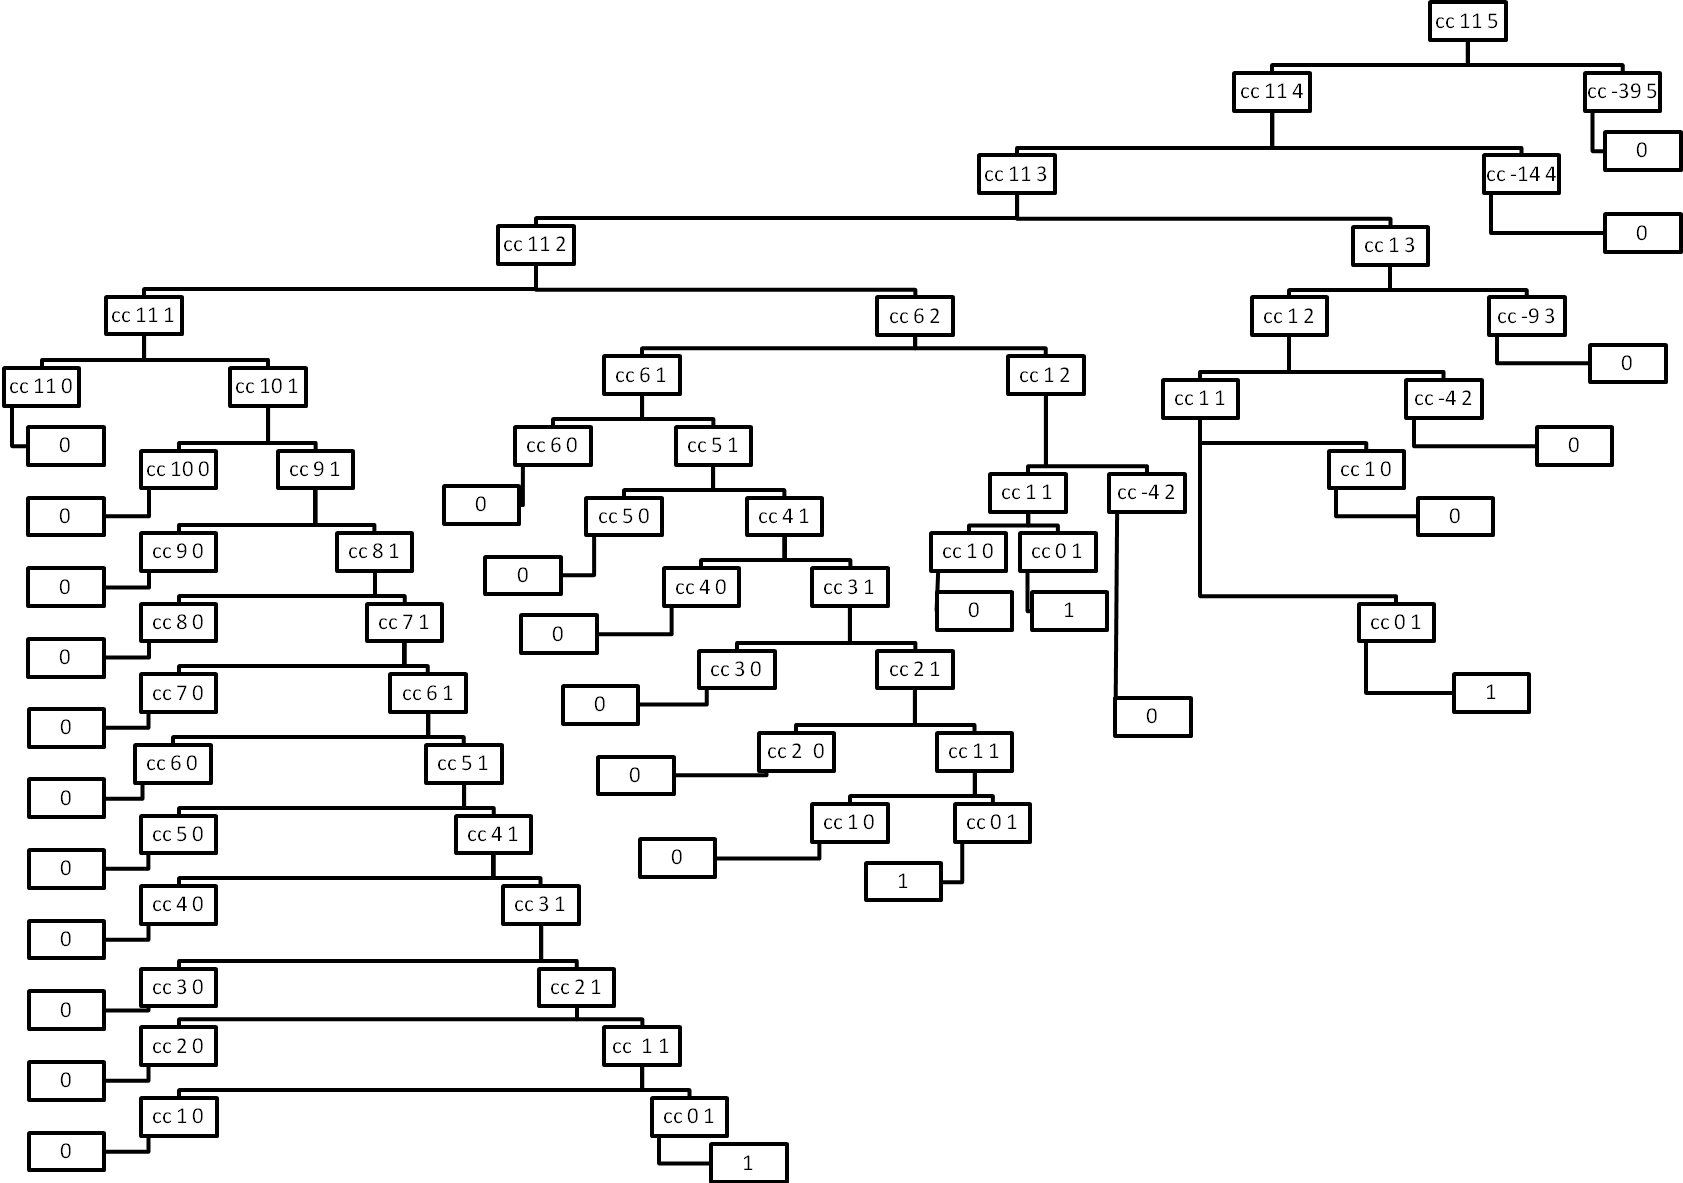 cc 11 5
cc 11 4
cc -39 5
0
cc 11 3
cc -14 4
0
cc 11 2
cc 1 3
cc 11 1
cc 6 2
cc 1 2
cc -9 3
0
cc 11 0
cc 10 1
cc 6 1
cc 1 2
cc 1 1
cc -4 2
0
0
cc 10 0
cc 9 1
cc 6 0
cc 5 1
cc 1 0
0
0
0
cc 5 0
cc 4 1
cc 1 1
cc -4 2
cc 9 0
cc 8 1
cc 1 0
cc 0 1
0
0
cc 4 0
cc 3 1
0
1
cc 8 0
cc 7 1
0
cc 0 1
0
cc 3 0
cc 2 1
cc 7 0
cc 6 1
0
1
0
0
cc 6 0
cc 5 1
0
cc 2  0
cc 1 1
0
cc 5 0
cc 4 1
cc 1 0
cc 0 1
0
0
1
cc 4 0
cc 3 1
0
cc 3 0
cc 2 1
0
cc 2 0
cc  1 1
0
cc 1 0
cc 0 1
0
1